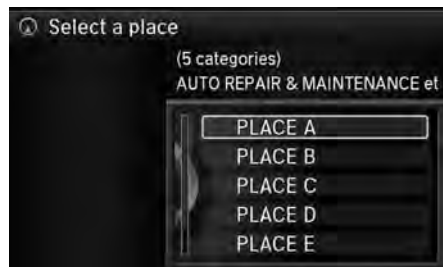 Select a place
(5 categories)
AUTO REPAIR & MAINTENANCE et
PLACE A
PLACE B
PLACE C
PLACE D
PLACE E